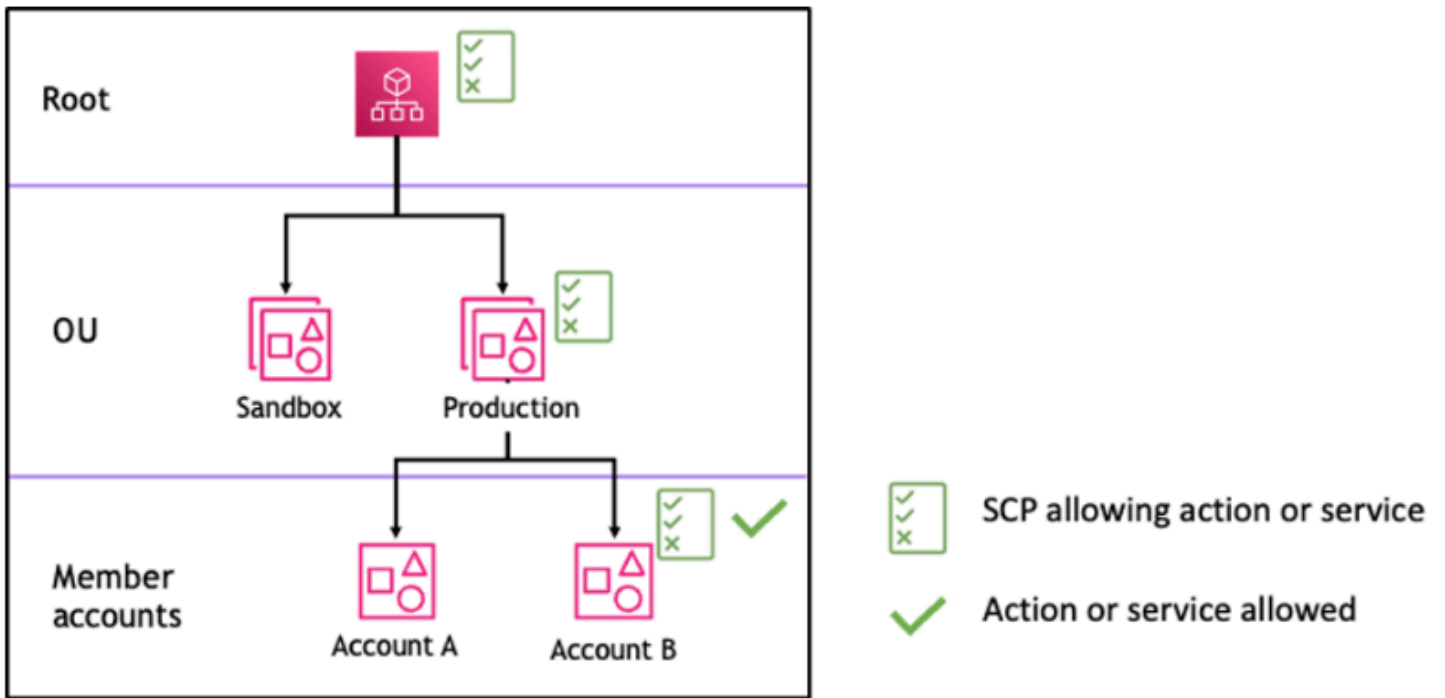 Root
OU
Sandbox
Production
SCP allowing action or service
Member
accounts
Action or service allowed
Account A
Account B